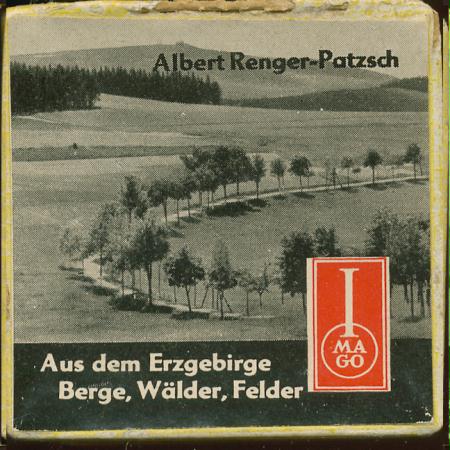 Albert Renger-Patzsch
I
MA
GO
Aus dem Erzgebirge
Berge, Wälder, Felder